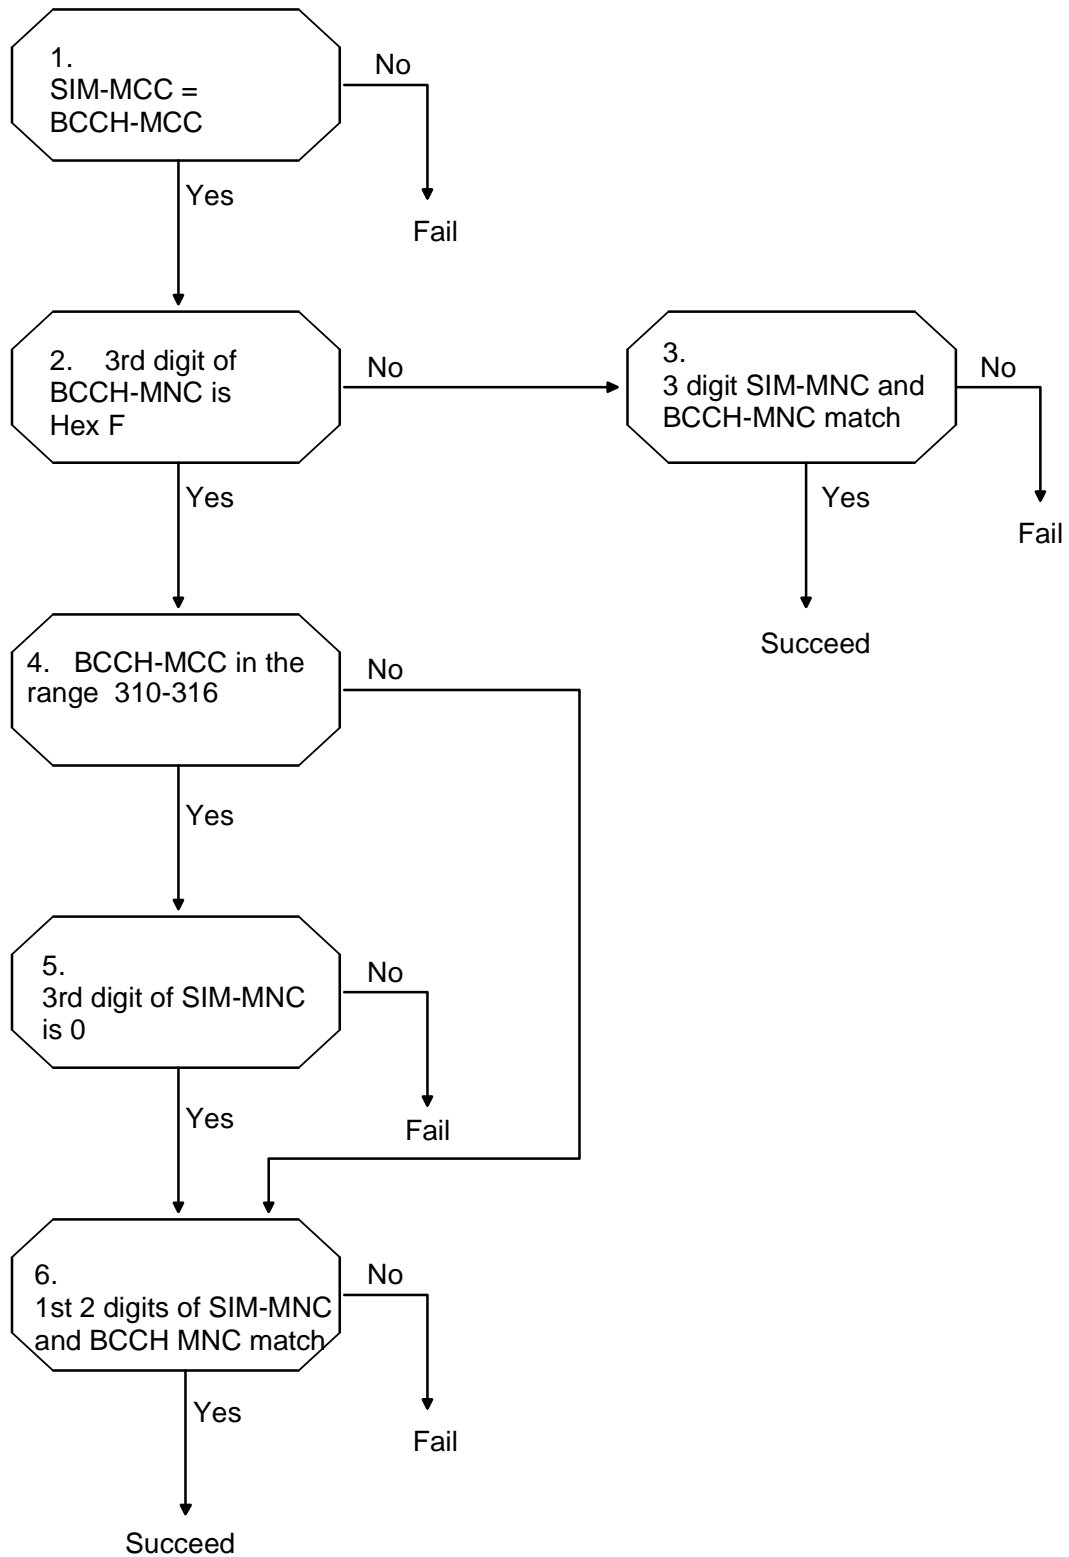 1.
SIM-MCC =
BCCH-MCC
No
Yes
Fail
2. 3rd digit of
BCCH-MNC is
Hex F
No
3.
3 digit SIM-MNC and
BCCH-MNC match
No
Yes
Yes
Fail
Succeed
4. BCCH-MCC in the
range 310-316
No
Yes
5.
3rd digit of SIM-MNC
is 0
No
Yes
Fail
6.
1st 2 digits of SIM-MNC
and BCCH MNC match
No
Yes
Fail
Succeed